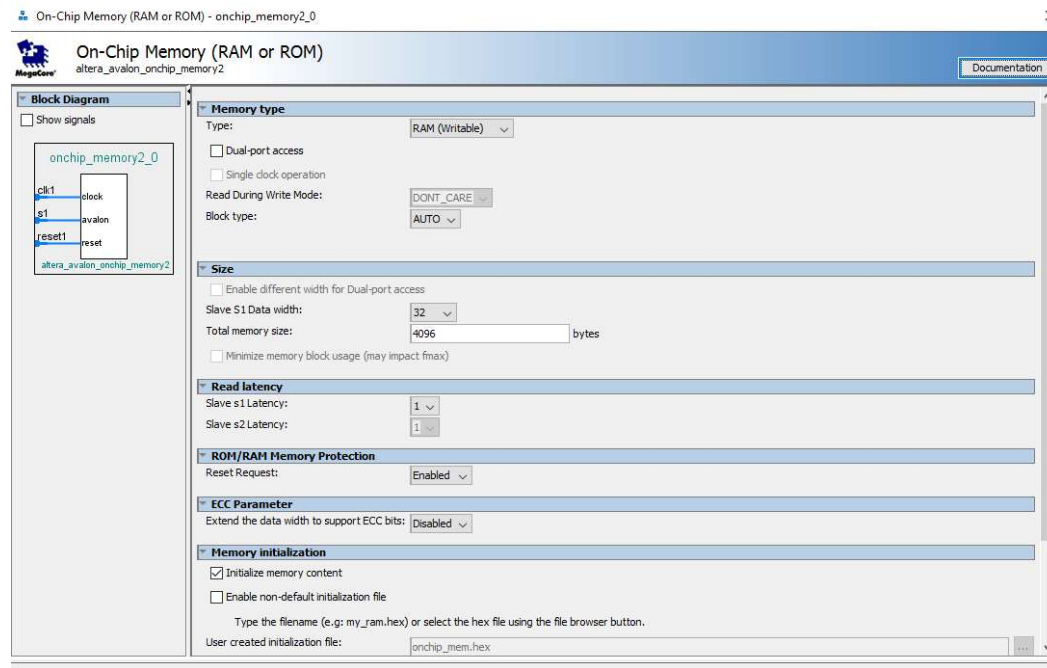 On-Chip Memory (RAM or ROM) - onchip_memory2_0
MegaCore'
On-Chip Memory (RAM or ROM)
altera_avalon_onchip_memory2
Documentation
Block Diagram
Show signals
onchip_memory2_0
clk1
clock
s1
avalon
reset1
reset
altera_avalon_onchip_memory2
Memory type
Type: RAM (Writable)
Dual-port access
Single clock operation
Read During Write Mode: DONT_CARE
Block type: AUTO
Size
Enable different width for Dual-port access
Slave S1 Data width: 32
Total memory size: 4096 bytes
Minimize memory block usage (may impact fmax)
Read latency
Slave s1 Latency: 1
Slave s2 Latency: 1
ROM/RAM Memory Protection
Reset Request: Enabled
ECC Parameter
Extend the data width to support ECC bits: Disabled
Memory initialization
Initialize memory content
Enable non-default initialization file
Type the filename (e.g: my_ram.hex) or select the hex file using the file browser button.
User created initialization file: onchip_mem.hex ...